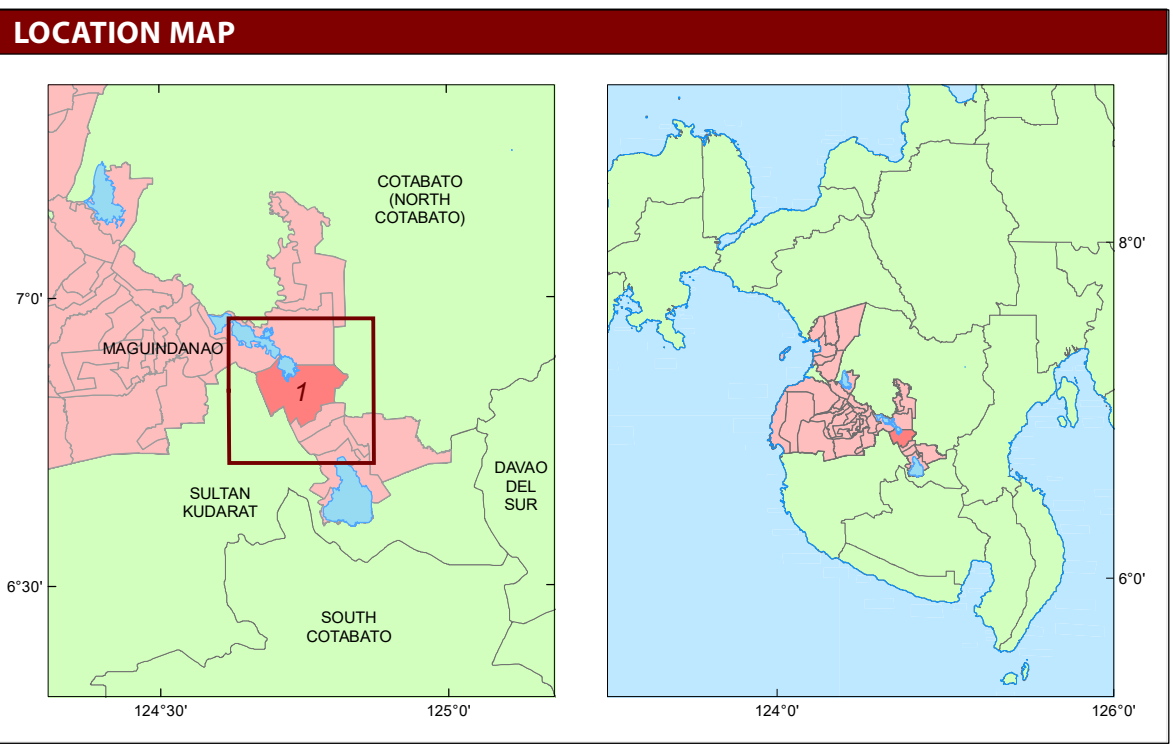 LOCATION MAP
COTABATO
(NORTH
COTABATO)
7°0'
MAGUINDANAO
1
DAVAO
DEL
SUR
SULTAN
KUDARAT
6°30'
SOUTH
COTABATO
124°30'
125°0'
8°0'
6°0'
124°0'
126°0'